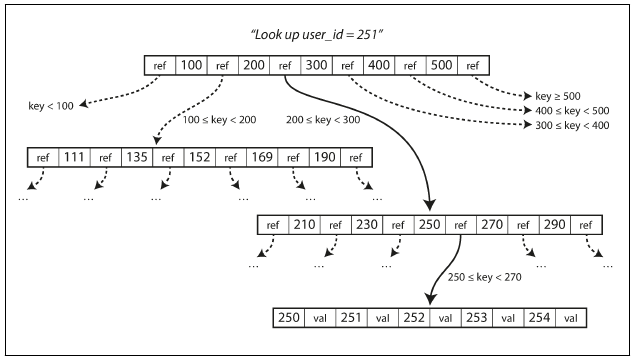 “Look up user_id = 251”
ref 100 ref 200 ref 300 ref 400 ref 500 ref
key < 100
100 ≤ key < 200
200 ≤ key < 300
key ≥ 500
400 ≤ key < 500
300 ≤ key < 400
ref 111 ref 135 ref 152 ref 169 ref 190 ref
... ... ... ... ... ...
ref 210 ref 230 ref 250 ref 270 ref 290 ref
... ... ... ... ...
250 ≤ key < 270
250 val 251 val 252 val 253 val 254 val